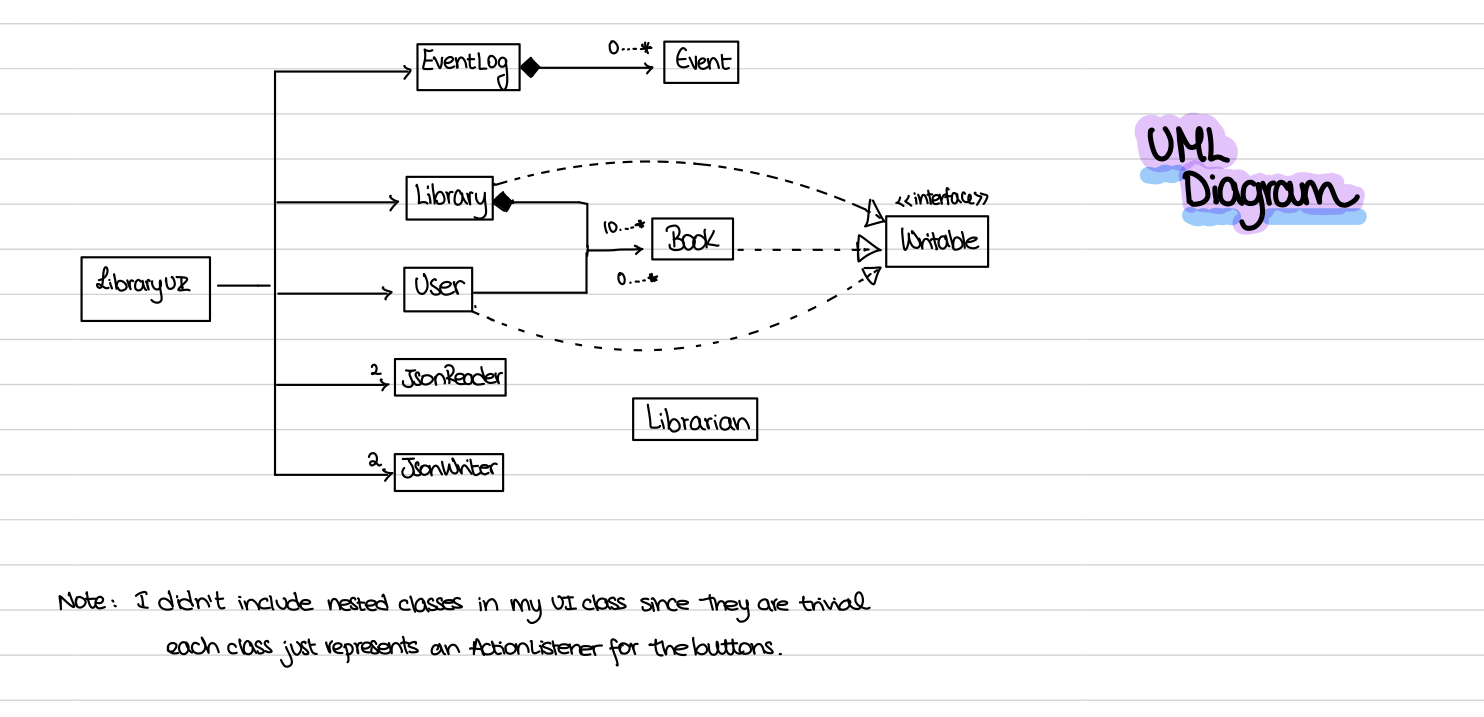 EventLog
0...*
Event
UML
Diagram
Library
<<interface>>
Writable
10...*
Book
0...*
LibraryUI
User
2
JsonReader
Librarian
2
JsonWriter
Note: I didn't include nested classes in my UI class since they are trivial
each class just represents an ActionListener for the buttons.